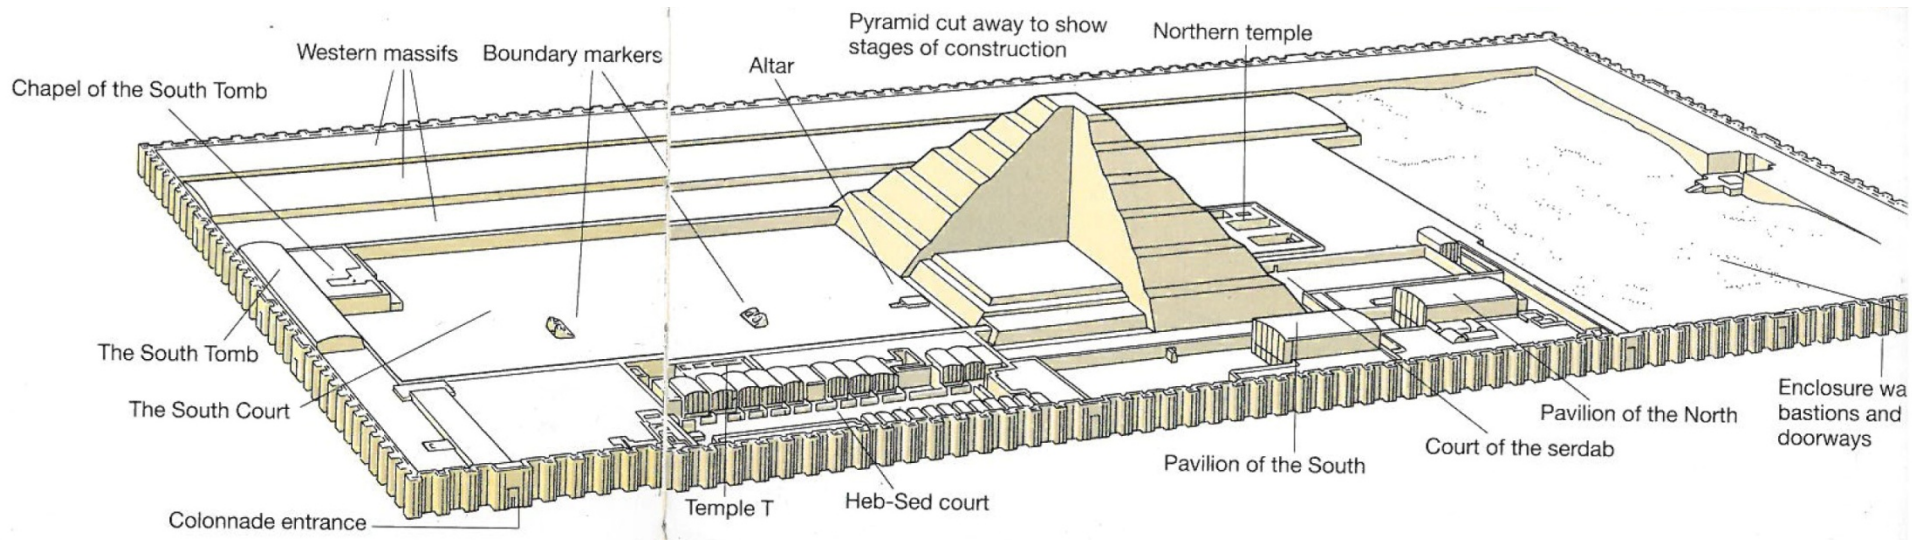 Pyramid cut away to show
stages of construction
Northern temple
Western massifs
Boundary markers
Altar
Chapel of the South Tomb
The South Tomb
The South Court
Colonnade entrance
Temple T
Heb-Sed court
Pavilion of the South
Court of the serdab
Pavilion of the North
Enclosure wa
bastions and
doorways